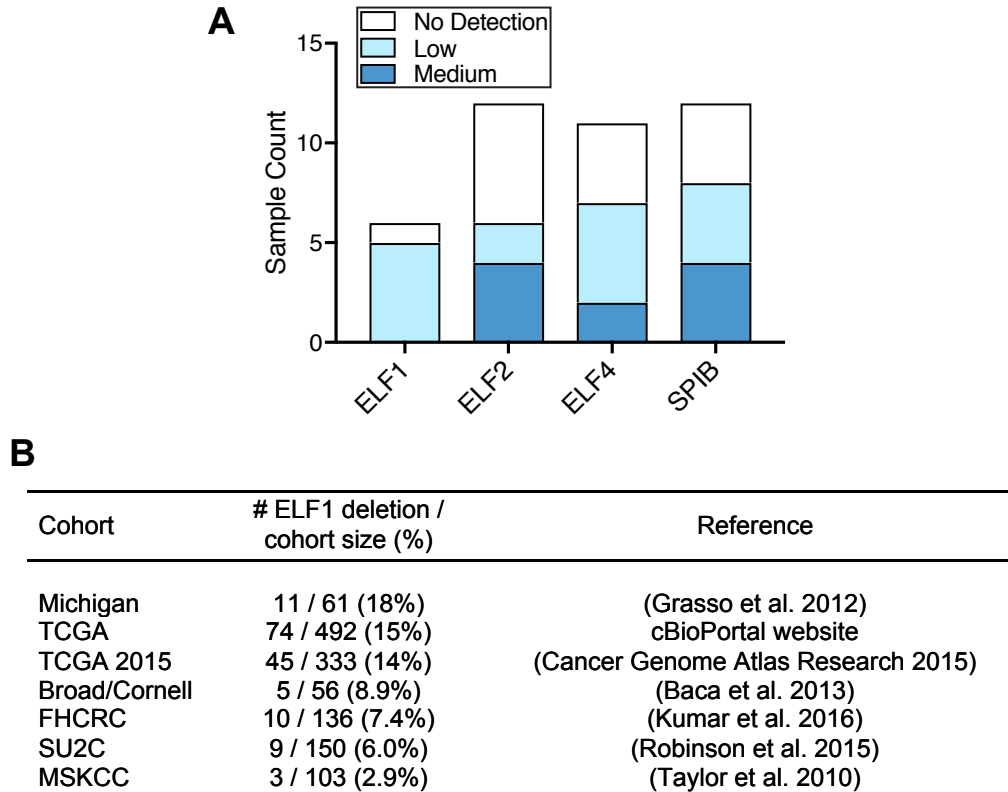 A
No Detection
Low
Medium
Sample Count
15
10
5
0
ELF1
ELF2
ELF4
SPIB
B
Cohort # ELF1 deletion / cohort size (%) Reference
Michigan 11 / 61 (18%) (Grasso et al. 2012)
TCGA 74 / 492 (15%) cBioPortal website
TCGA 2015 45 / 333 (14%) (Cancer Genome Atlas Research 2015)
Broad/Cornell 5 / 56 (8.9%) (Baca et al. 2013)
FHCRC 10 / 136 (7.4%) (Kumar et al. 2016)
SU2C 9 / 150 (6.0%) (Robinson et al. 2015)
MSKCC 3 / 103 (2.9%) (Taylor et al. 2010)